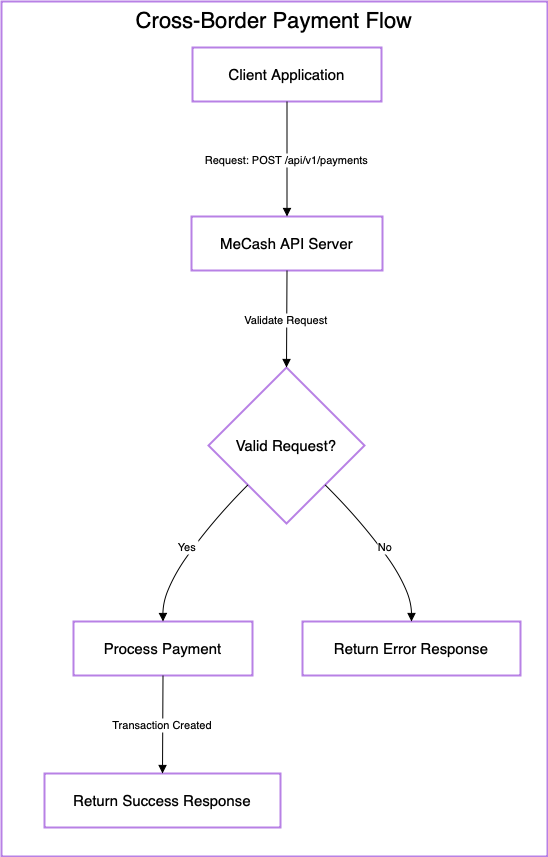 Cross-Border Payment Flow
Client Application
Request: POST /api/v1/payments
MeCash API Server
Validate Request
Valid Request?
Yes
No
Process Payment
Return Error Response
Transaction Created
Return Success Response